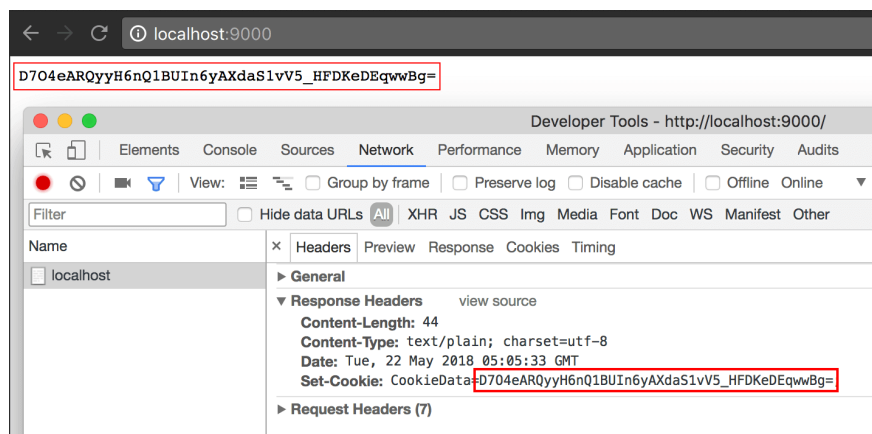 localhost:9000
D7O4eARQyyH6nQ1BUIn6yAXdaS1vV5_HFDKeDEqwwBg=
Developer Tools - http://localhost:9000/
Elements Console Sources Network Performance Memory Application Security Audits
View: Group by frame Preserve log Disable cache Offline Online
Filter Hide data URLs All XHR JS CSS Img Media Font Doc WS Manifest Other
Name × Headers Preview Response Cookies Timing
localhost
General
Response Headers view source
Content-Length: 44
Content-Type: text/plain; charset=utf-8
Date: Tue, 22 May 2018 05:05:33 GMT
Set-Cookie: CookieData=D7O4eARQyyH6nQ1BUIn6yAXdaS1vV5_HFDKeDEqwwBg=
Request Headers (7)